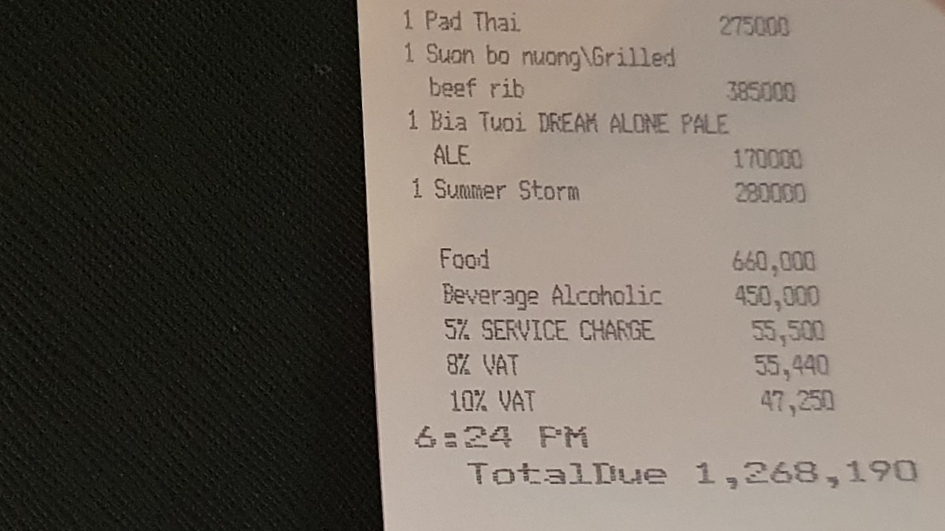 1 Pad Thai 275000
1 Suon bo nuong\Grilled
beef rib 385000
1 Bia Tuoi DREAM ALONE PALE
ALE 170000
1 Summer Storm 280000
Food 660,000
Beverage Alcoholic 450,000
5% SERVICE CHARGE 55,500
8% VAT 55,440
10% VAT 47,250
6:24 PM
TotalDue 1,268,190